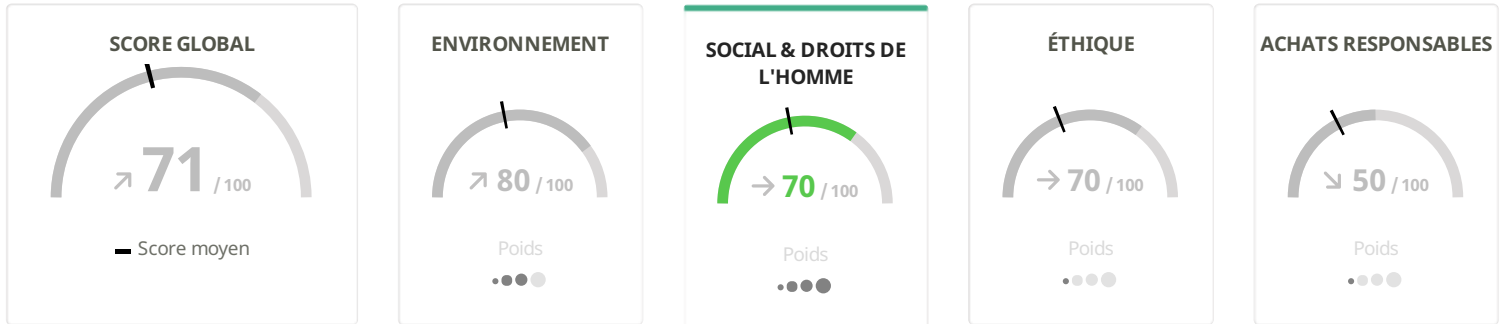 SCORE GLOBAL
71 / 100
Score moyen
ENVIRONNEMENT
80 / 100
Poids
SOCIAL & DROITS DE
L'HOMME
70 / 100
Poids
ÉTHIQUE
70 / 100
Poids
ACHATS RESPONSABLES
50 / 100
Poids